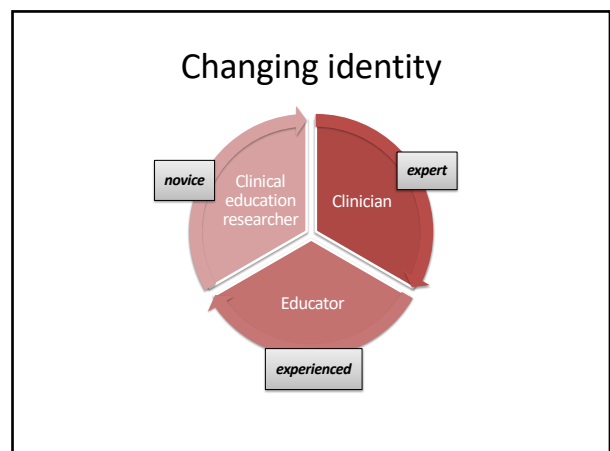 Changing identity
novice
Clinical
education
researcher
expert
Clinician
Educator
experienced